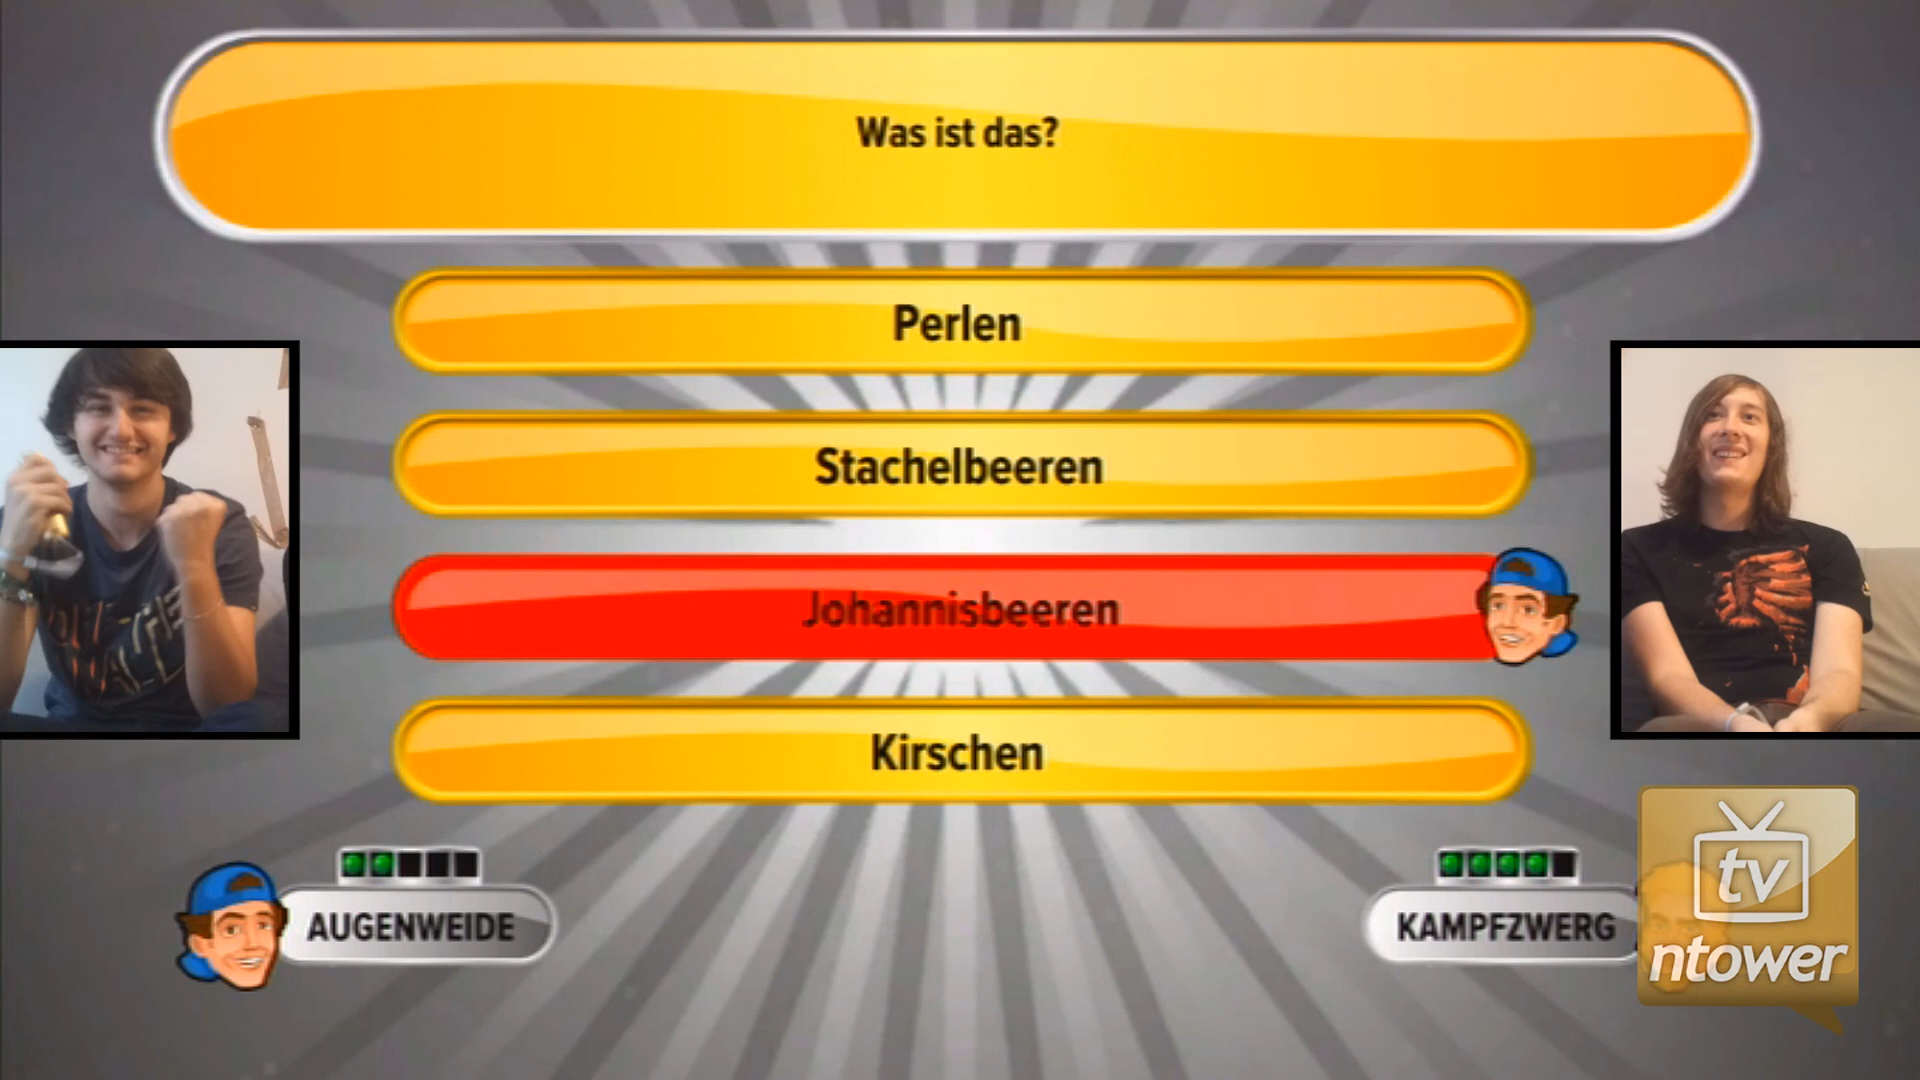 Was ist das?
Perlen
Stachelbeeren
Johannisbeeren
Kirschen
AUGENWEIDE
KAMPFZWERG
tv
ntower